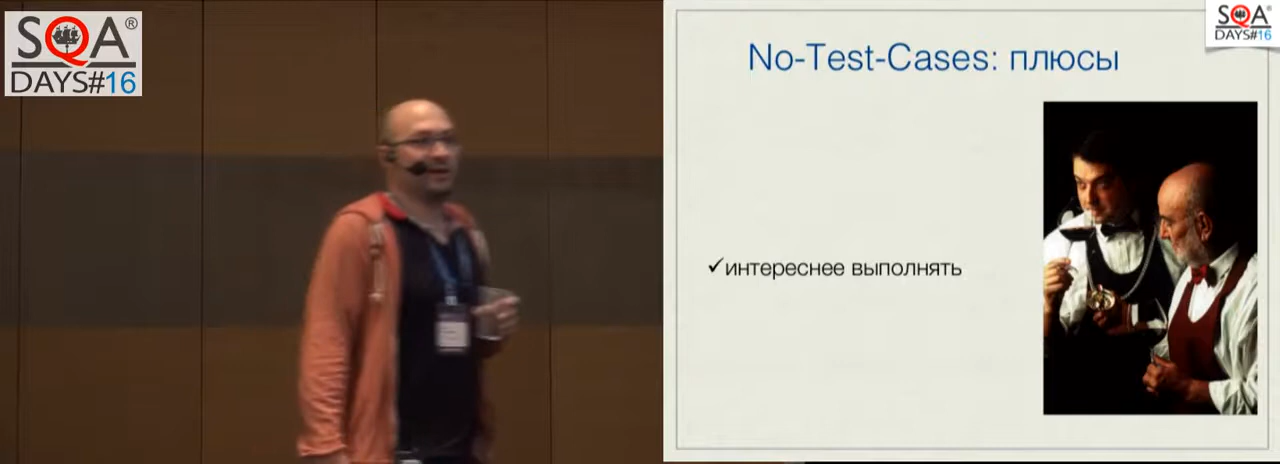 SQA®
DAYS#16
No-Test-Cases: плюсы
✓интереснее выполнять
SQA®
DAYS#16